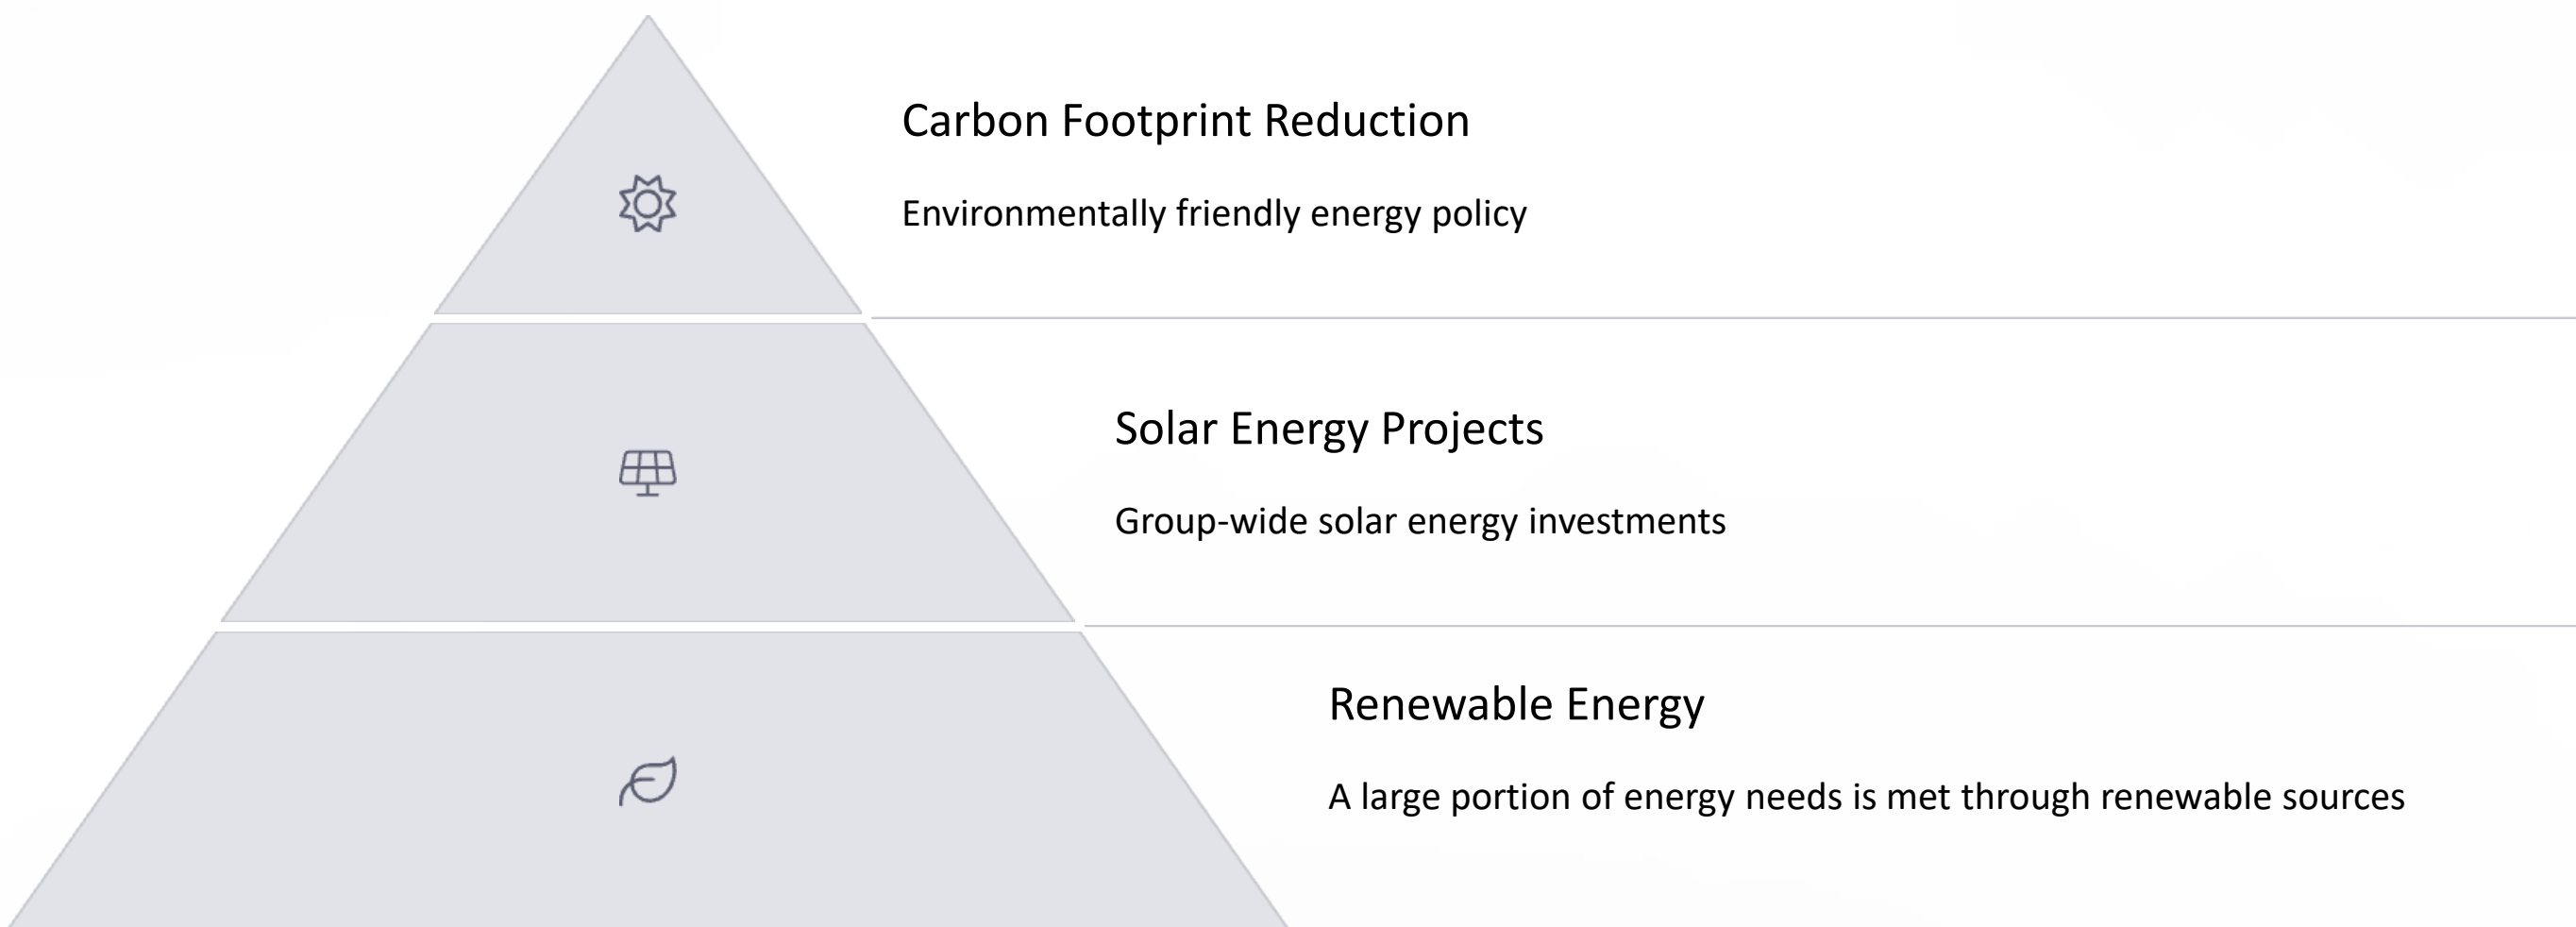 Carbon Footprint Reduction
Environmentally friendly energy policy
Solar Energy Projects
Group-wide solar energy investments
Renewable Energy
A large portion of energy needs is met through renewable sources